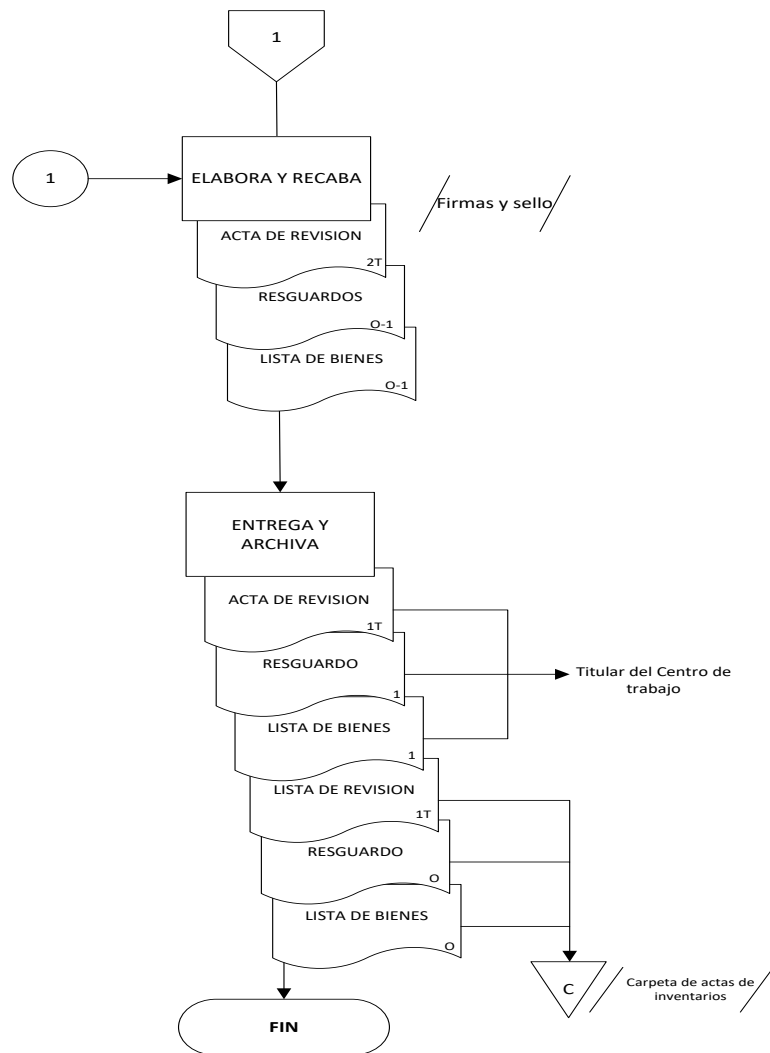 1
1
ELABORA Y RECABA
Firmas y sello
ACTA DE REVISION
2T
RESGUARDOS
O-1
LISTA DE BIENES
O-1
ENTREGA Y
ARCHIVA
ACTA DE REVISION
1T
RESGUARDO
1
Titular del Centro de
trabajo
LISTA DE BIENES
1
LISTA DE REVISION
1T
RESGUARDO
O
LISTA DE BIENES
O
C
Carpeta de actas de
inventarios
FIN